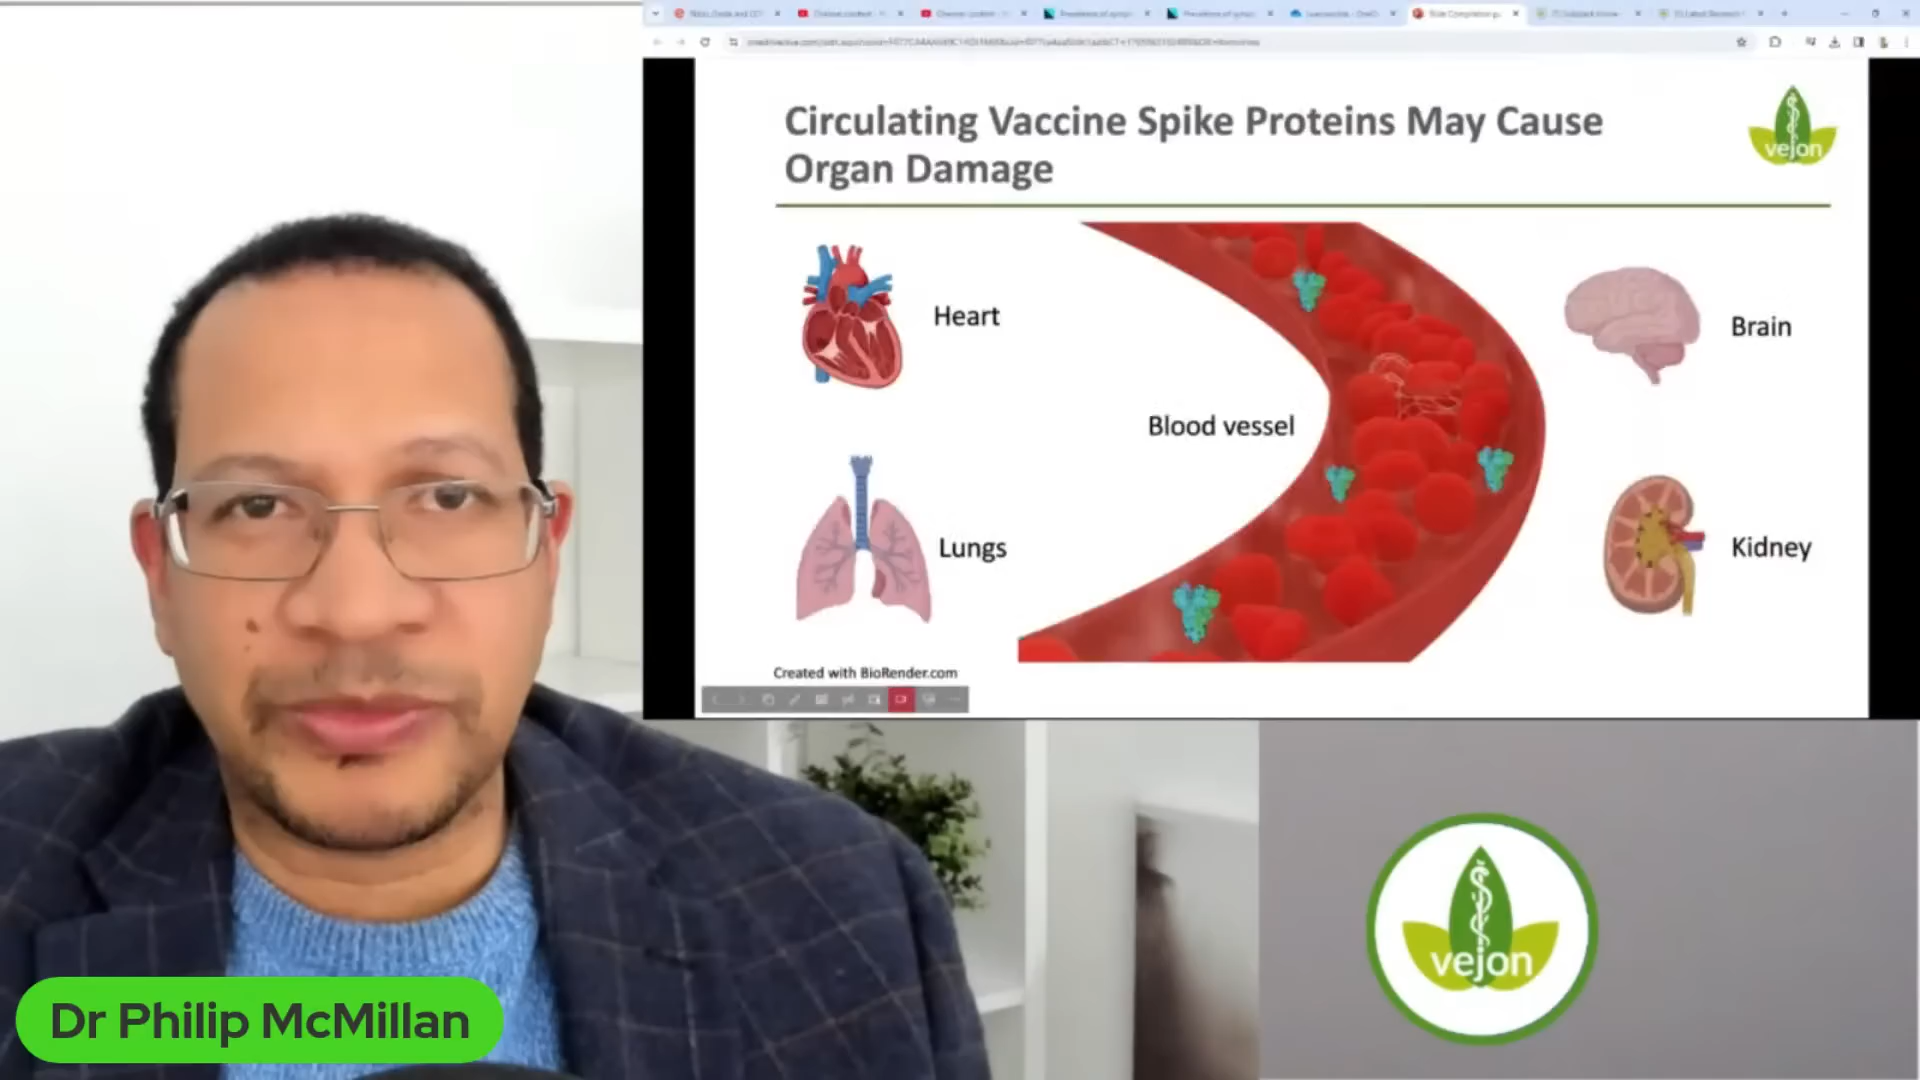 Circulating Vaccine Spike Proteins May Cause
Organ Damage
vejon
Heart
Brain
Blood vessel
Lungs
Kidney
Created with BioRender.com
vejon
Dr Philip McMillan